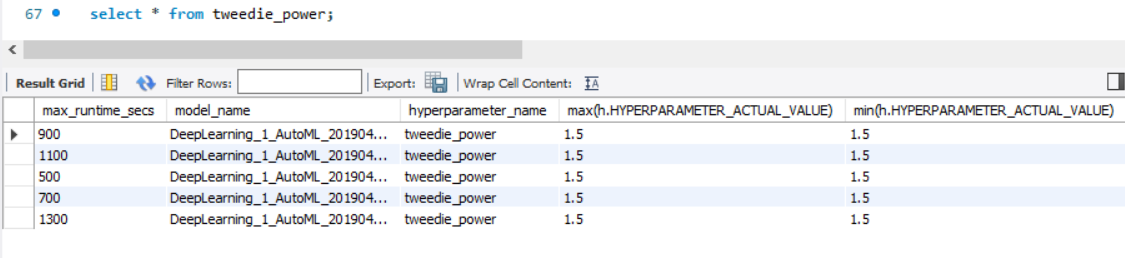 67 select * from tweedie_power;
Result Grid Filter Rows: Export: Wrap Cell Content:
max_runtime_secs model_name hyperparameter_name max(h.HYPERPARAMETER_ACTUAL_VALUE) min(h.HYPERPARAMETER_ACTUAL_VALUE)
900 DeepLearning_1_AutoML_201904... tweedie_power 1.5 1.5
1100 DeepLearning_1_AutoML_201904... tweedie_power 1.5 1.5
500 DeepLearning_1_AutoML_201904... tweedie_power 1.5 1.5
700 DeepLearning_1_AutoML_201904... tweedie_power 1.5 1.5
1300 DeepLearning_1_AutoML_201904... tweedie_power 1.5 1.5